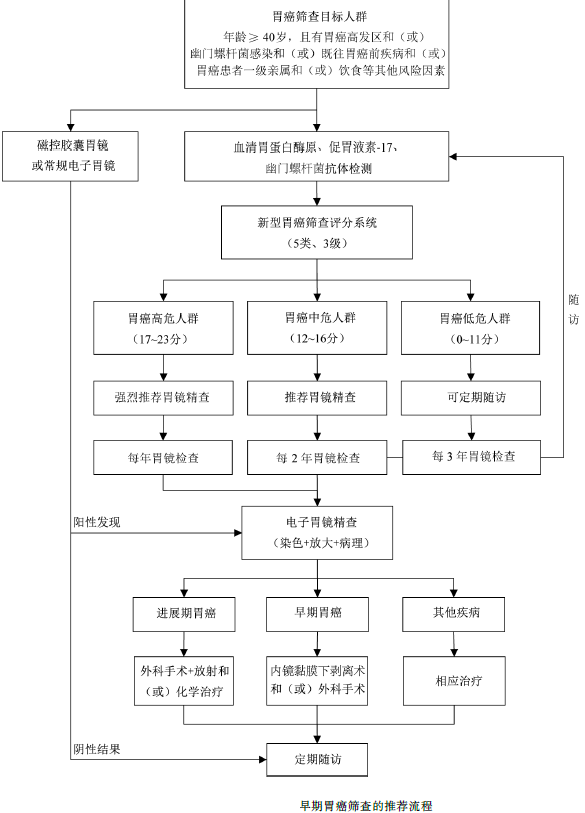 胃癌筛查目标人群
年龄≥40岁，且有胃癌高发区和（或）
幽门螺杆菌感染和（或）既往胃癌前疾病和（或）
胃癌患者一级亲属和（或）饮食等其他风险因素
磁控胶囊胃镜
或常规电子胃镜
血清胃蛋白酶原、促胃液素-17、
幽门螺杆菌抗体检测
新型胃癌筛查评分系统
（5类、3级）
随
访
胃癌高危人群
（17~23分）
胃癌中危人群
（12~16分）
胃癌低危人群
（0~11分）
强烈推荐胃镜精查
推荐胃镜精查
可定期随访
每年胃镜检查
每2年胃镜检查
每3年胃镜检查
阳性发现
电子胃镜精查
（染色+放大+病理）
进展期胃癌
早期胃癌
其他疾病
外科手术+放射和
（或）化学治疗
内镜黏膜下剥离术
和（或）外科手术
相应治疗
阴性结果
定期随访
早期胃癌筛查的推荐流程